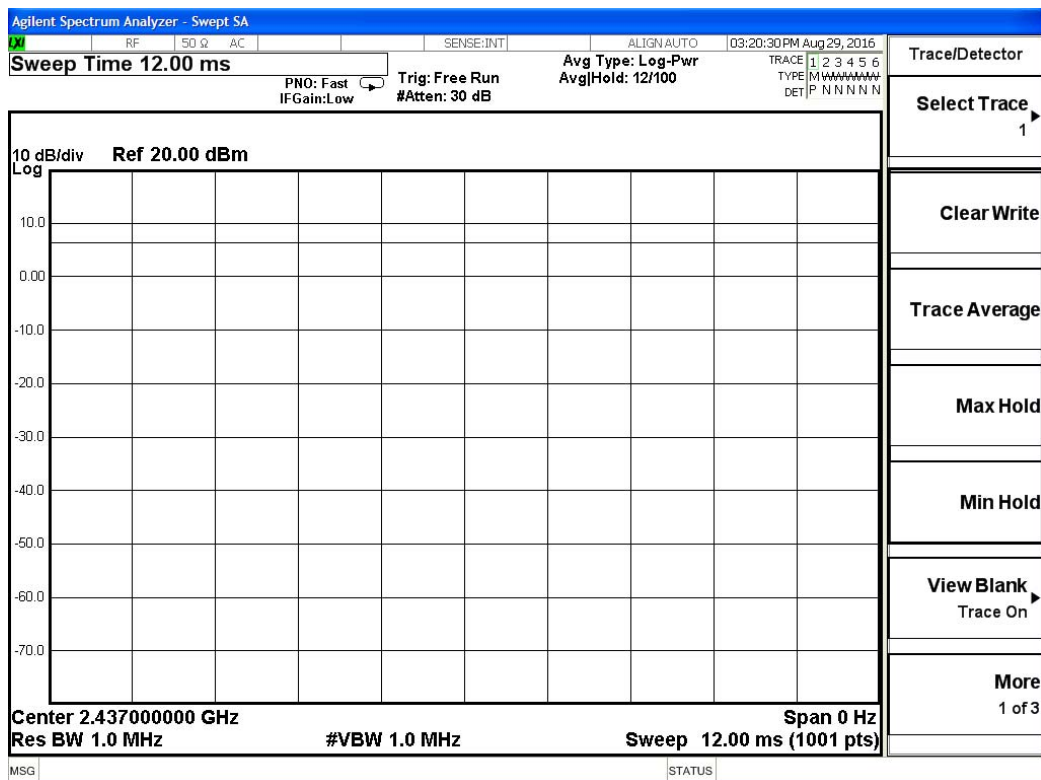 Agilent Spectrum Analyzer - Swept SA
LXI RF 50 Ω AC SENSE:INT ALIGN AUTO 03:20:30 PM Aug 29, 2016
Sweep Time 12.00 ms
PNO: Fast
IFGain:Low
Trig: Free Run
#Atten: 30 dB
Avg Type: Log-Pwr
Avg|Hold: 12/100
TRACE 1 2 3 4 5 6
TYPE M WWWWW
DET P N N N N N
10 dB/div Ref 20.00 dBm
Log
10.0
0.00
-10.0
-20.0
-30.0
-40.0
-50.0
-60.0
-70.0
Center 2.437000000 GHz Span 0 Hz
Res BW 1.0 MHz #VBW 1.0 MHz Sweep 12.00 ms (1001 pts)
MSG STATUS
Trace/Detector
Select Trace
1
Clear Write
Trace Average
Max Hold
Min Hold
View Blank
Trace On
More
1 of 3